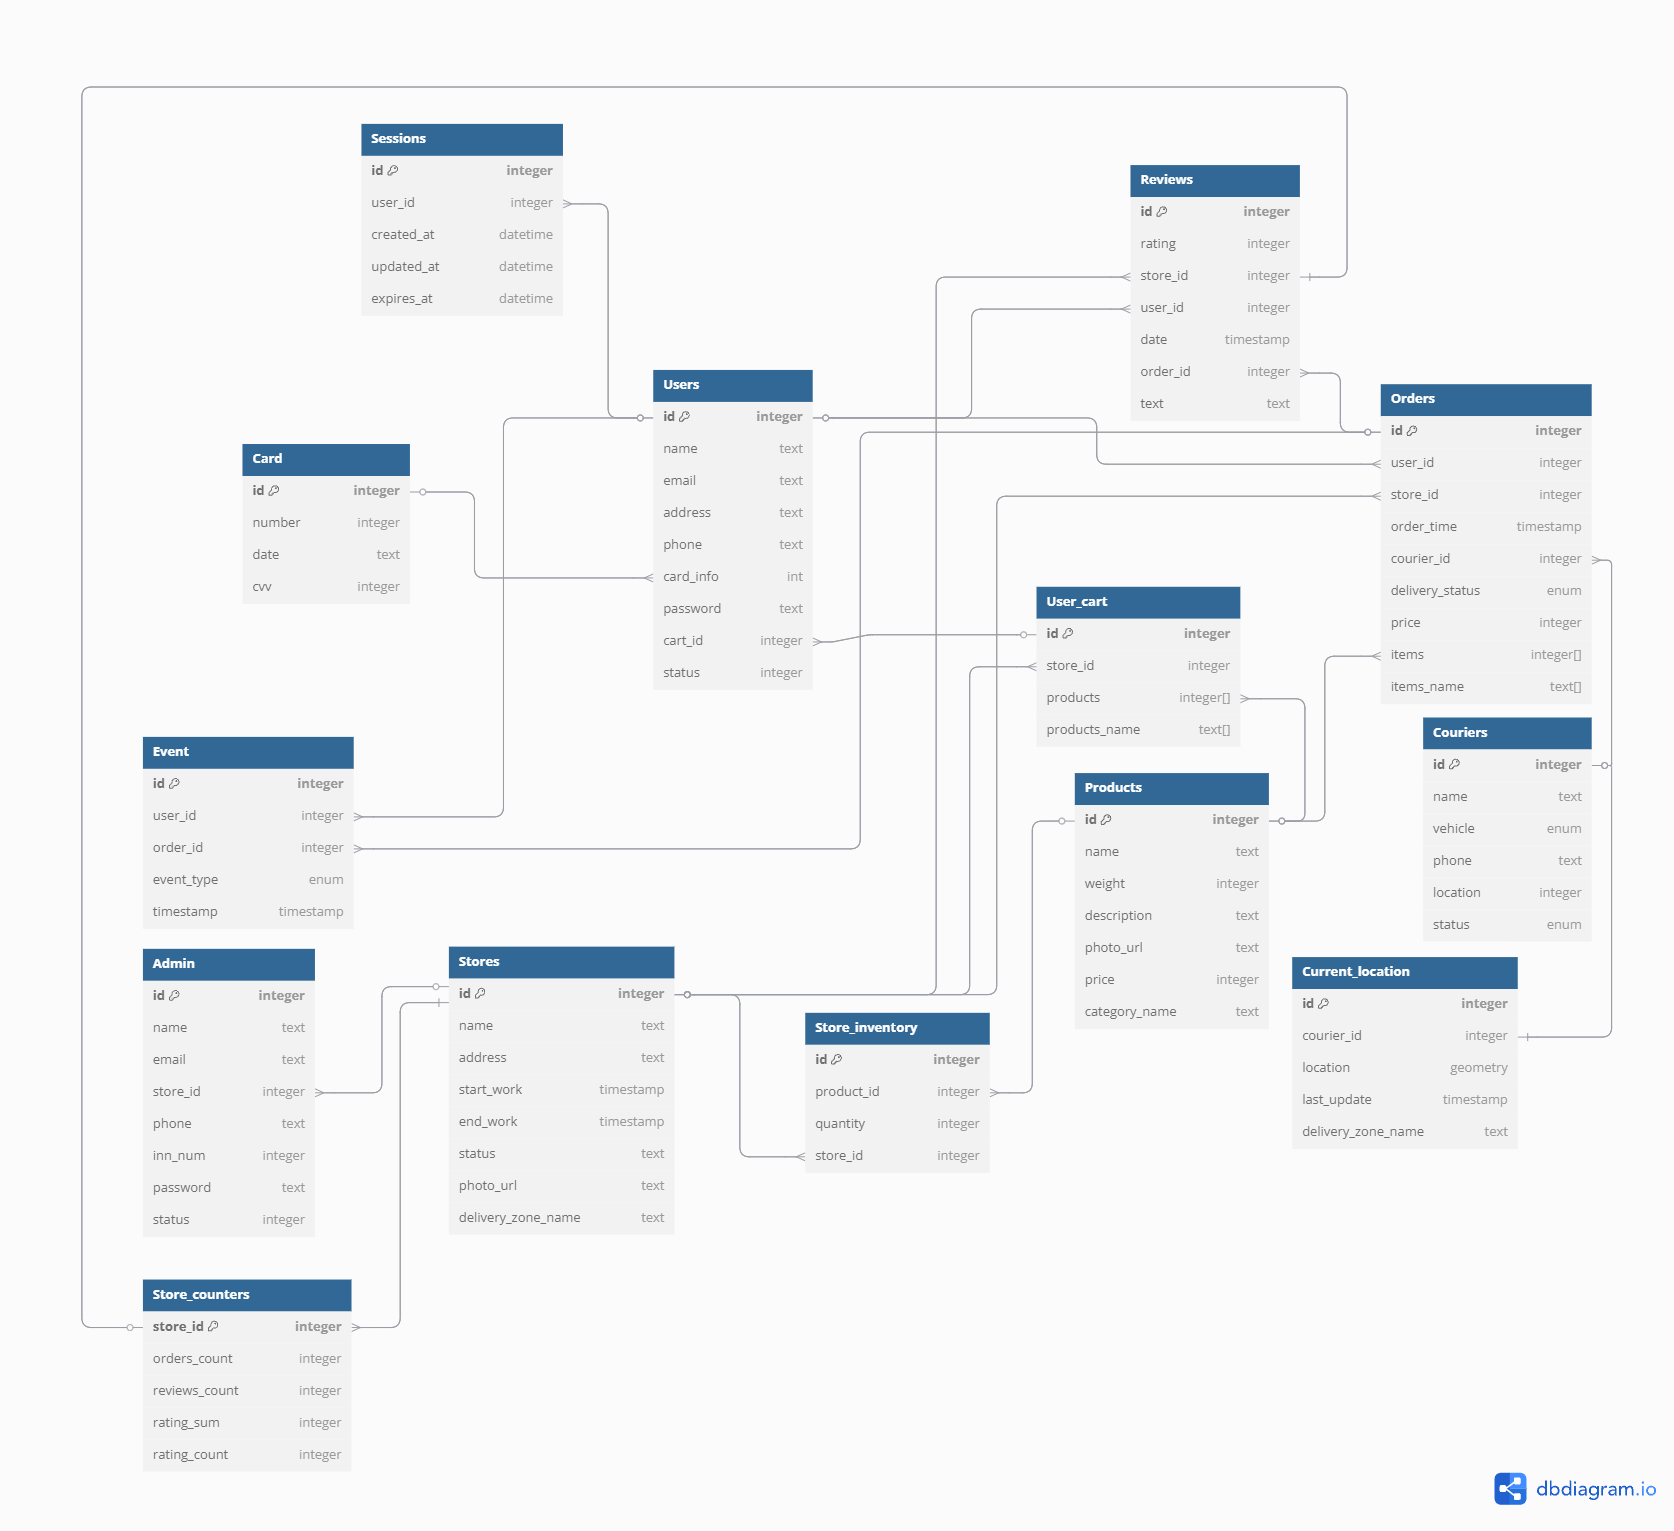 Sessions
id integer
user_id integer
created_at datetime
updated_at datetime
expires_at datetime
Reviews
id integer
rating integer
store_id integer
user_id integer
date timestamp
order_id integer
text text
Users
id integer
name text
email text
address text
phone text
card_info int
password text
cart_id integer
status integer
Orders
id integer
user_id integer
store_id integer
order_time timestamp
courier_id integer
delivery_status enum
price integer
items integer[]
items_name text[]
Card
id integer
number integer
date text
cvv integer
User_cart
id integer
store_id integer
products integer[]
products_name text[]
Couriers
id integer
name text
vehicle enum
phone text
location integer
status enum
Event
id integer
user_id integer
order_id integer
event_type enum
timestamp timestamp
Products
id integer
name text
weight integer
description text
photo_url text
price integer
category_name text
Admin
id integer
name text
email text
store_id integer
phone text
inn_num integer
password text
status integer
Stores
id integer
name text
address text
start_work timestamp
end_work timestamp
status text
photo_url text
delivery_zone_name text
Current_location
id integer
courier_id integer
location geometry
last_update timestamp
delivery_zone_name text
Store_inventory
id integer
product_id integer
quantity integer
store_id integer
Store_counters
store_id integer
orders_count integer
reviews_count integer
rating_sum integer
rating_count integer
dbdiagram.io